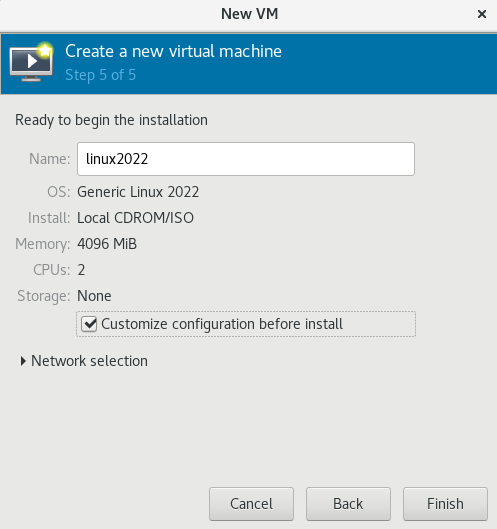 New VM
Create a new virtual machine
Step 5 of 5
Ready to begin the installation
Name: linux2022
OS: Generic Linux 2022
Install: Local CDROM/ISO
Memory: 4096 MiB
CPUs: 2
Storage: None
Customize configuration before install
Network selection
Cancel Back Finish